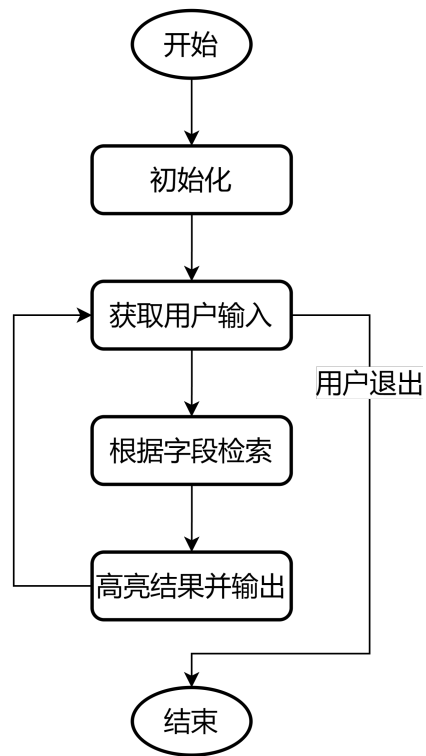 开始
初始化
获取用户输入
用户退出
根据字段检索
高亮结果并输出
结束